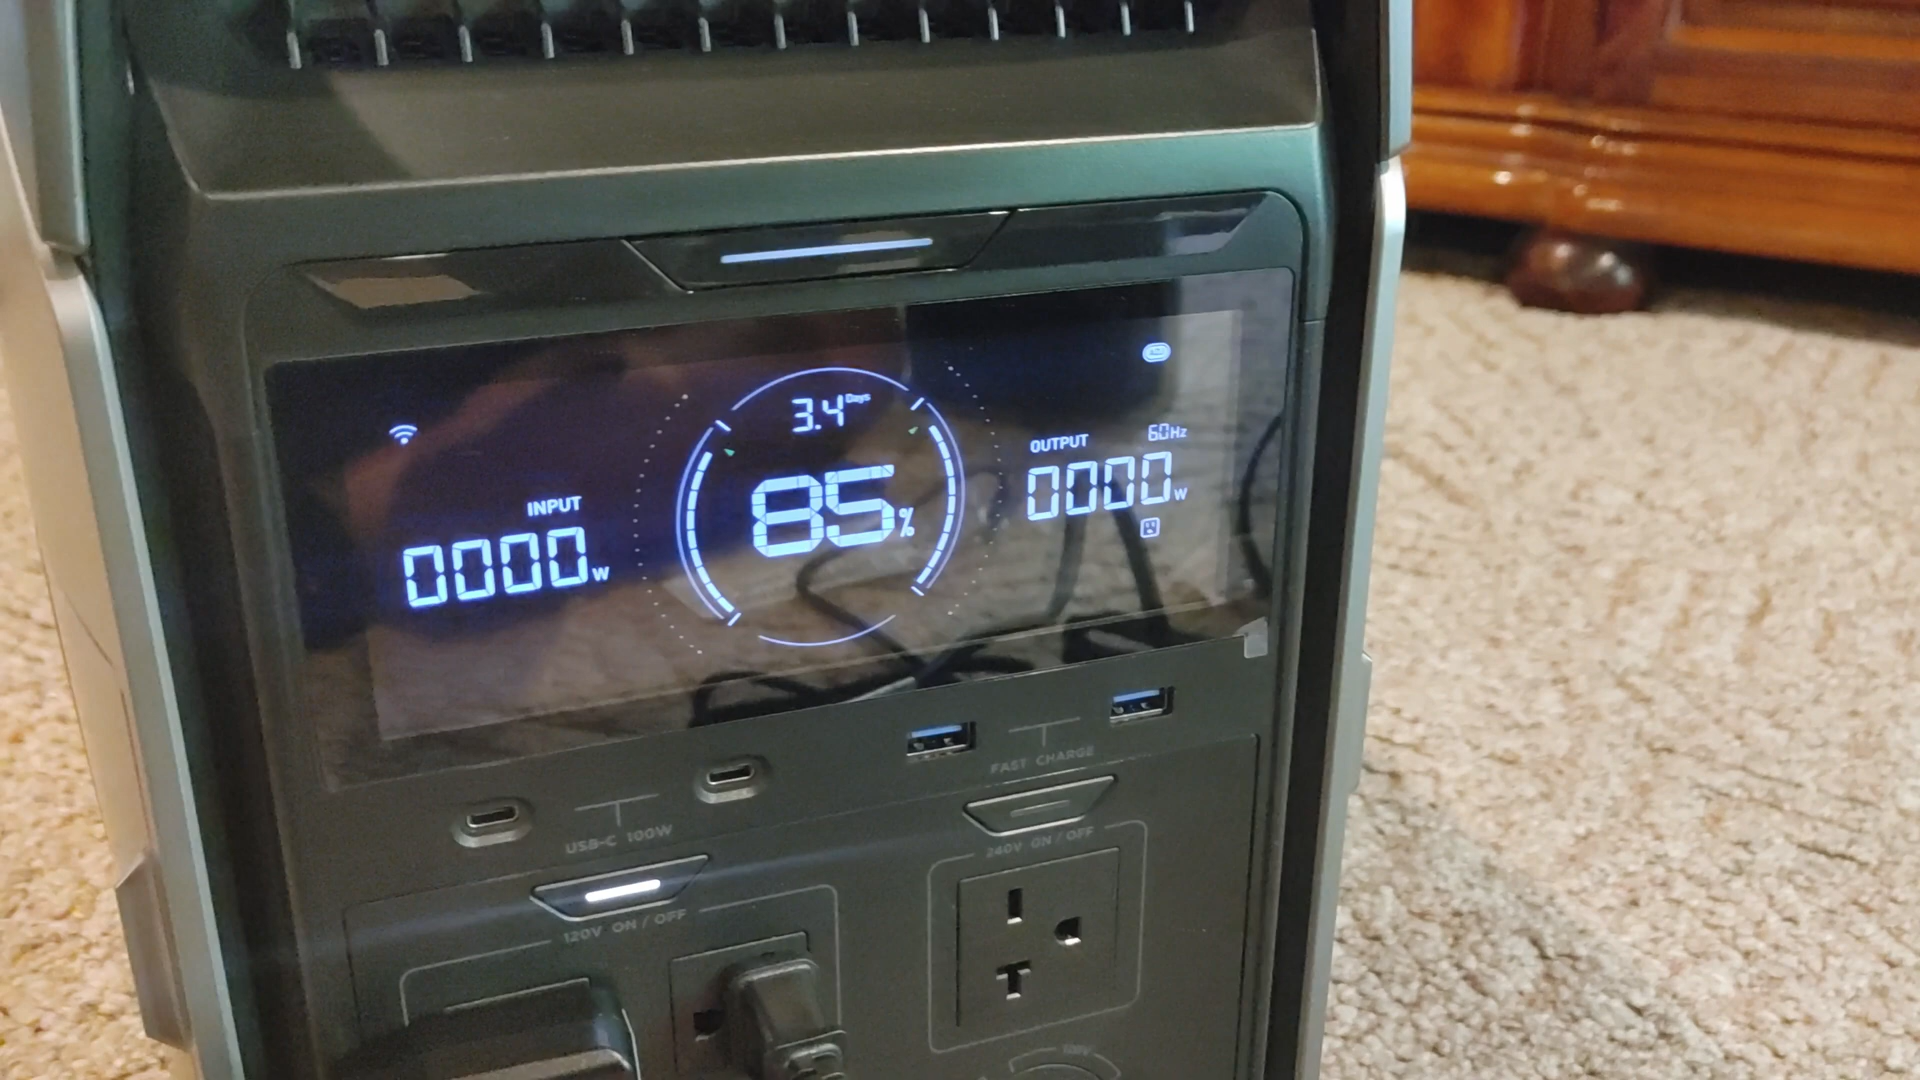 3.4 Days
85%
INPUT
0000W
OUTPUT 60Hz
0000W
USB-C 100W
FAST CHARGE
120V ON / OFF
240V ON / OFF